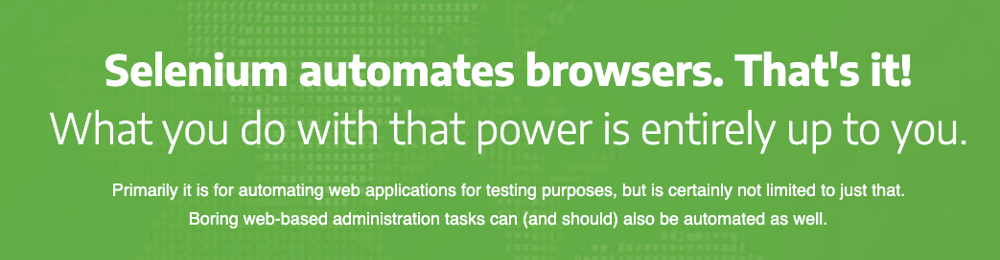 Selenium automates browsers. That's it!
What you do with that power is entirely up to you.
Primarily it is for automating web applications for testing purposes, but is certainly not limited to just that.
Boring web-based administration tasks can (and should) also be automated as well.